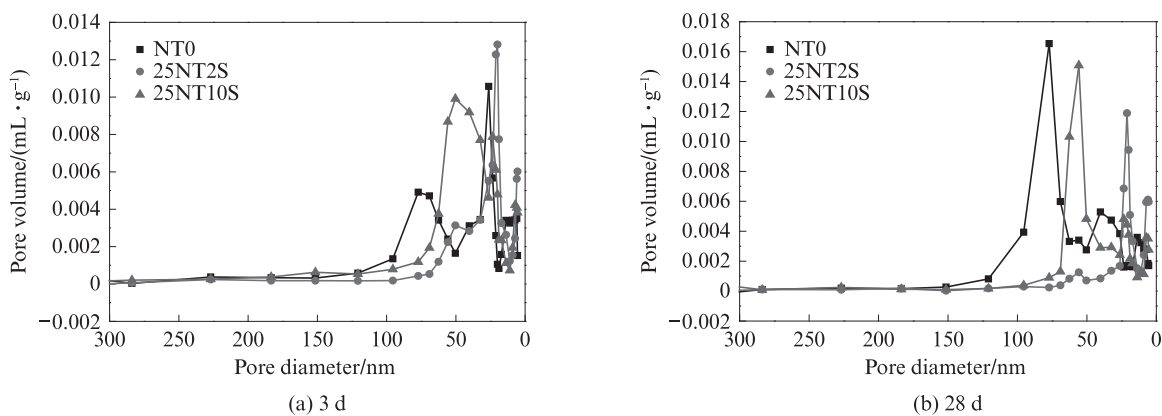 0.014
0.012
0.010
0.008
0.006
0.004
0.002
0
−0.002
Pore volume/(mL · g⁻¹)
NT0
25NT2S
25NT10S
300 250 200 150 100 50 0
Pore diameter/nm
(a) 3 d
0.018
0.016
0.014
0.012
0.010
0.008
0.006
0.004
0.002
0
−0.002
Pore volume/(mL · g⁻¹)
NT0
25NT2S
25NT10S
300 250 200 150 100 50 0
Pore diameter/nm
(b) 28 d